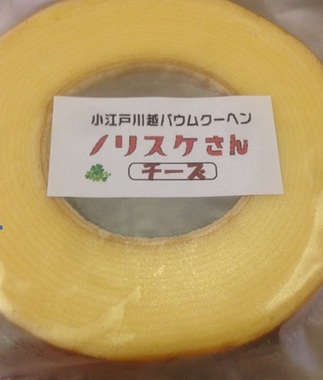 小江戸川越バウムクーヘン
ノリスケさん
チーズ